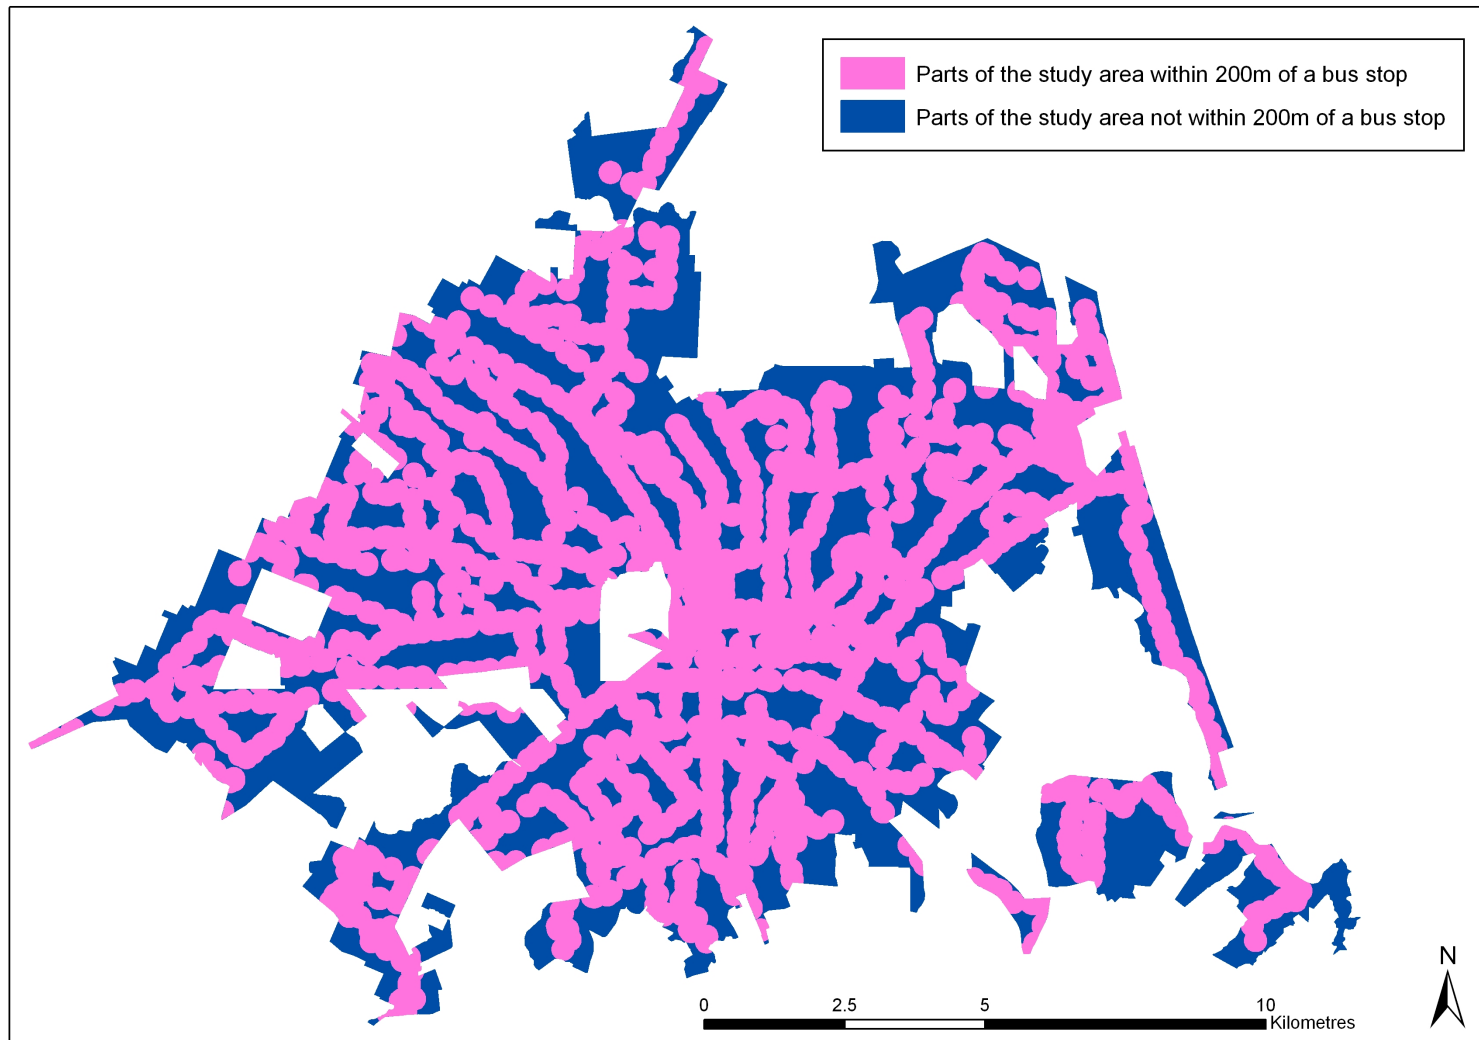 Parts of the study area within 200m of a bus stop
Parts of the study area not within 200m of a bus stop
N
0 2.5 5 10
Kilometres